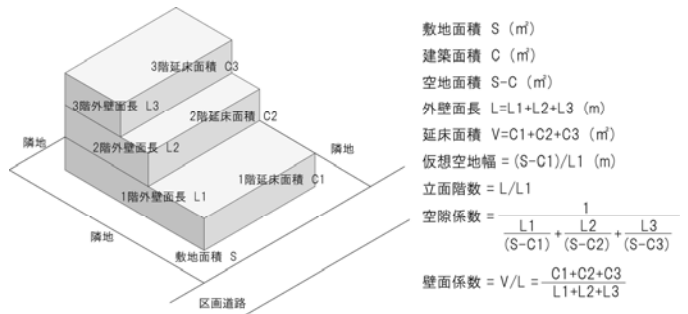 3階延床面積 C3
3階外壁面長 L3
2階延床面積 C2
2階外壁面長 L2
隣地
隣地
1階延床面積 C1
1階外壁面長 L1
隣地
敷地面積 S
区画道路
敷地面積 S (㎡)
建築面積 C (㎡)
空地面積 S-C (㎡)
外壁面長 L=L1+L2+L3 (m)
延床面積 V=C1+C2+C3 (㎡)
仮想空地幅=(S-C1)/L1 (m)
立面階数=L/L1
空隙係数=
1
L1 L2 L3
+ +
(S-C1) (S-C2) (S-C3)
壁面係数=V/L=
C1+C2+C3
L1+L2+L3